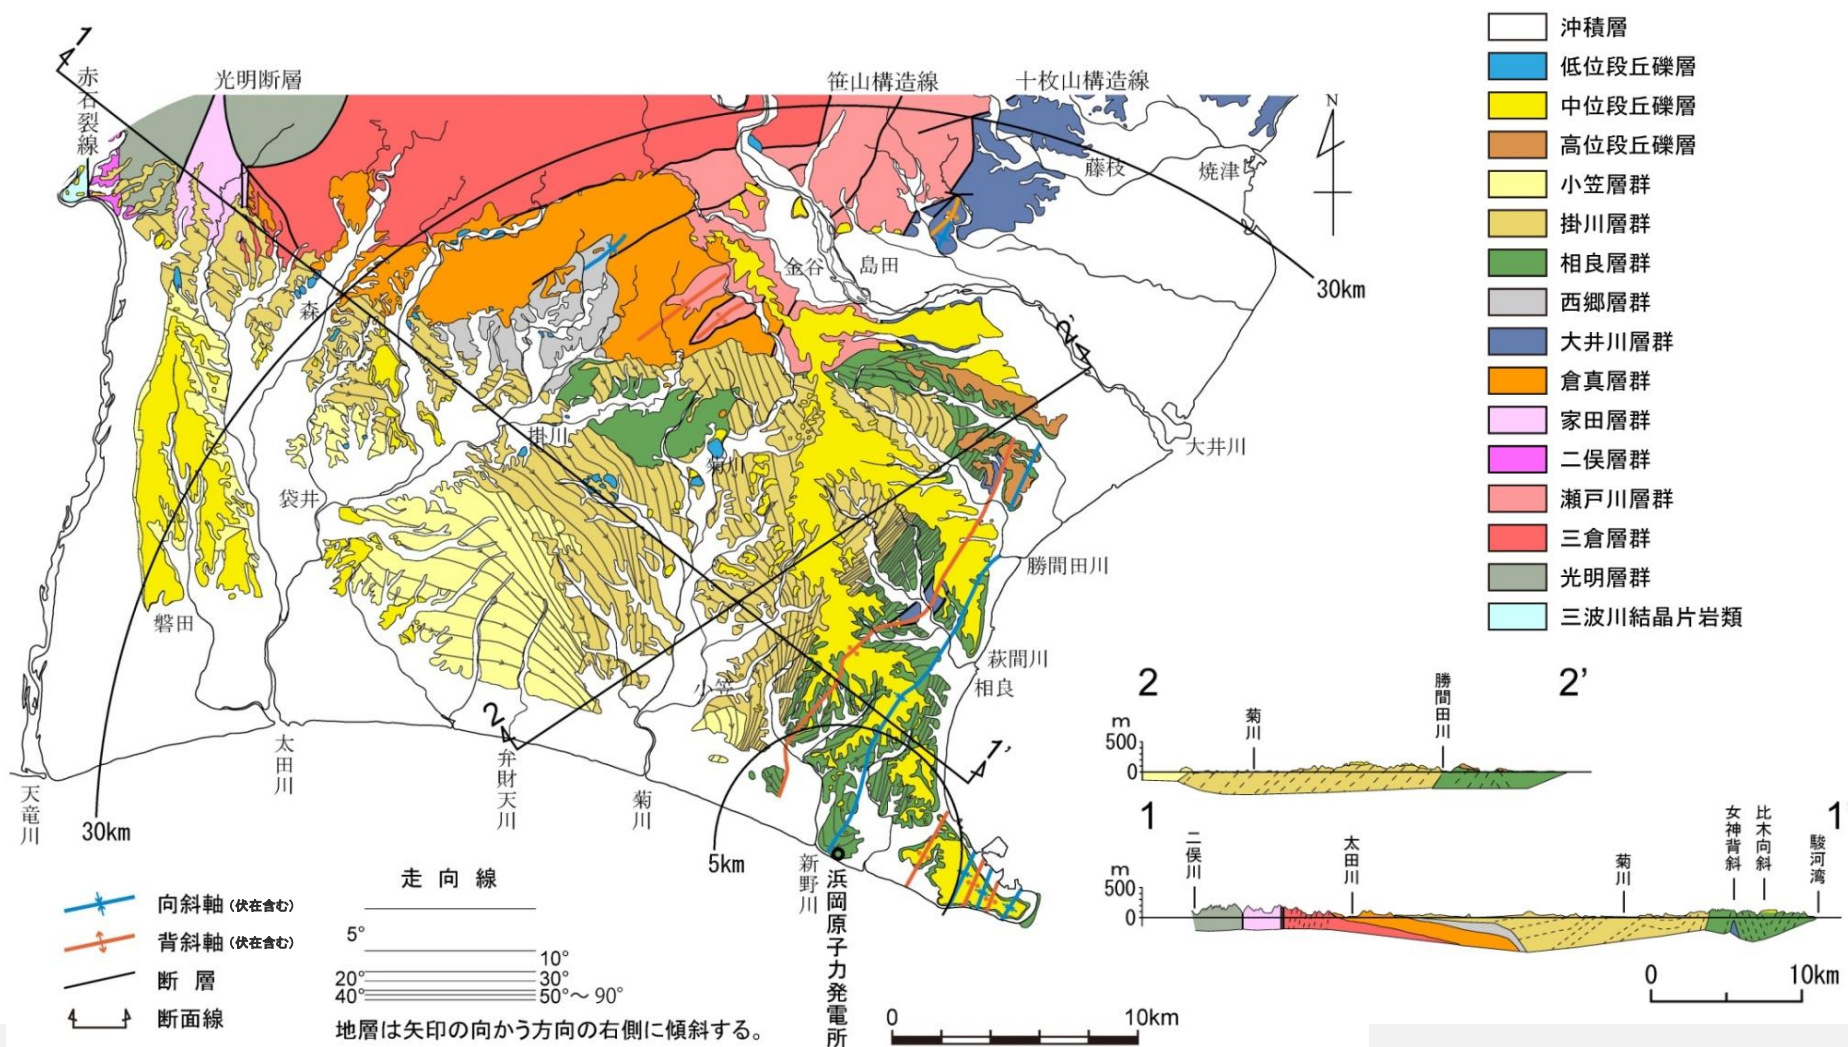 1
赤石裂線
光明断層
笹山構造線
十枚山構造線
N
藤枝
焼津
30km
金谷
島田
森
2'
大井川
掛川
菊川
袋井
勝間田川
磐田
萩間川
相良
小笠
2
1'
天竜川
30km
太田川
弁財天川
菊川
5km
新野川
浜岡原子力発電所
沖積層
低位段丘礫層
中位段丘礫層
高位段丘礫層
小笠層群
掛川層群
相良層群
西郷層群
大井川層群
倉真層群
家田層群
二俣層群
瀬戸川層群
三倉層群
光明層群
三波川結晶片岩類
2
2'
m
500
0
菊川
勝間田川
1
1'
m
500
0
二俣川
太田川
菊川
女神背斜
比木向斜
駿河湾
0 10km
向斜軸(伏在含む)
背斜軸(伏在含む)
断層
断面線
走向線
5°
10°
20° 30°
40° 50°～90°
地層は矢印の向かう方向の右側に傾斜する。
0 10km